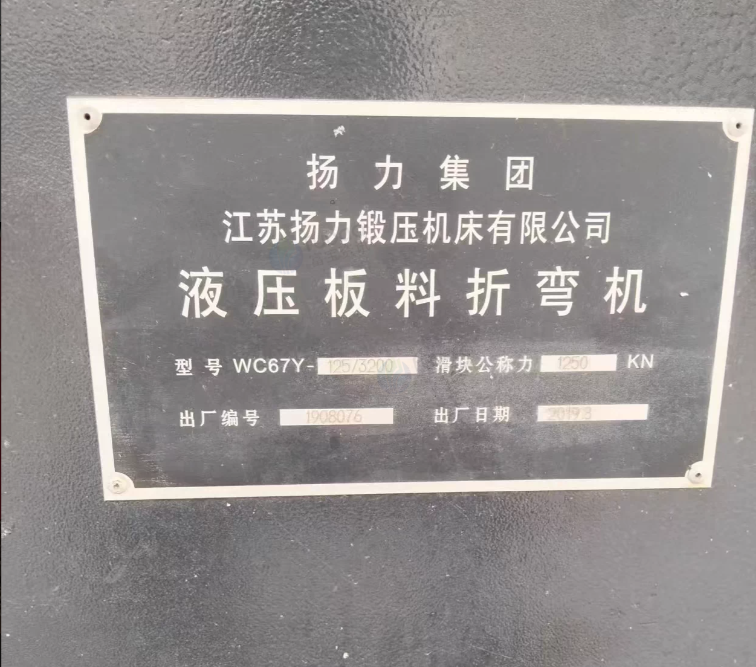 扬力集团
江苏扬力锻压机床有限公司
液压板料折弯机
型号 WC67Y-125/3200 滑块公称力 1250 KN
出厂编号 1908076 出厂日期 2019.8